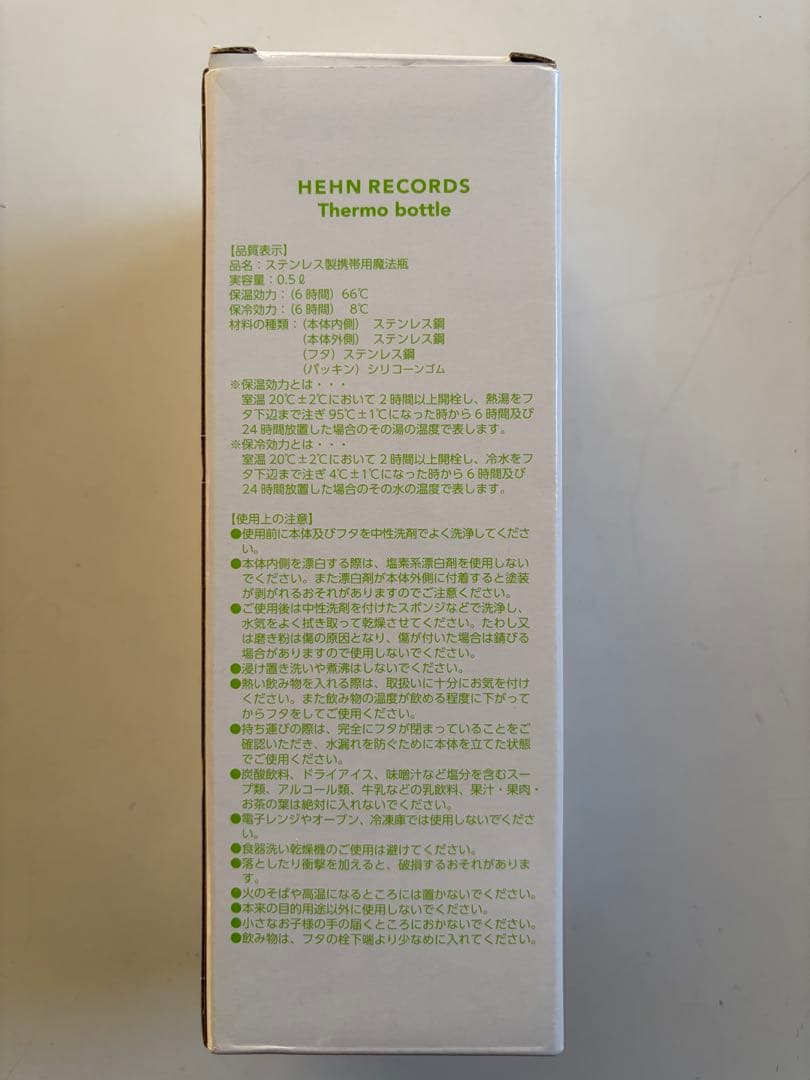 HEHN RECORDS
Thermo bottle
【品質表示】
品名：ステンレス製携帯用魔法瓶
実容量：0.5ℓ
保温効力：（6 時間）66℃
保冷効力：（6 時間） 8℃
材料の種類：（本体内側） ステンレス鋼
（本体外側） ステンレス鋼
（フタ）ステンレス鋼
（パッキン）シリコーンゴム
※保温効力とは・・・
室温 20℃±2℃において 2 時間以上開栓し、熱湯をフ
タ下辺まで注ぎ 95℃±1℃になった時から 6 時間及び
24 時間放置した場合のその湯の温度で表します。
※保冷効力とは・・・
室温 20℃±2℃において 2 時間以上開栓し、冷水をフ
タ下辺まで注ぎ 4℃±1℃になった時から 6 時間及び
24 時間放置した場合のその水の温度で表します。
【使用上の注意】
●使用前に本体及びフタを中性洗剤でよく洗浄してくださ
い。
●本体内側を漂白する際は、塩素系漂白剤を使用しない
でください。また漂白剤が本体外側に付着すると塗装
が剥がれるおそれがありますのでご注意ください。
●ご使用後は中性洗剤を付けたスポンジなどで洗浄し、
水気をよく拭き取って乾燥させてください。たわし又
は磨き粉は傷の原因となり、傷が付いた場合は錆びる
場合がありますので使用しないでください。
●浸け置き洗いや煮沸はしないでください。
●熱い飲み物を入れる際は、取扱いに十分にお気を付け
ください。また飲み物の温度が飲める程度に下がって
からフタをしてご使用ください。
●持ち運びの際は、完全にフタが閉まっていることをご
確認いただき、水漏れを防ぐために本体を立てた状態
でご使用ください。
●炭酸飲料、ドライアイス、味噌汁など塩分を含むスー
プ類、アルコール類、牛乳などの乳飲料、果汁・果肉・
お茶の葉は絶対に入れないでください。
●電子レンジやオーブン、冷凍庫では使用しないでくださ
い。
●食器洗い乾燥機のご使用は避けてください。
●落としたり衝撃を加えると、破損するおそれがありま
す。
●火のそばや高温になるところには置かないでください。
●本来の目的用途以外に使用しないでください。
●小さなお子様の手の届くところにおかないでください。
●飲み物は、フタの栓下端より少なめに入れてください。